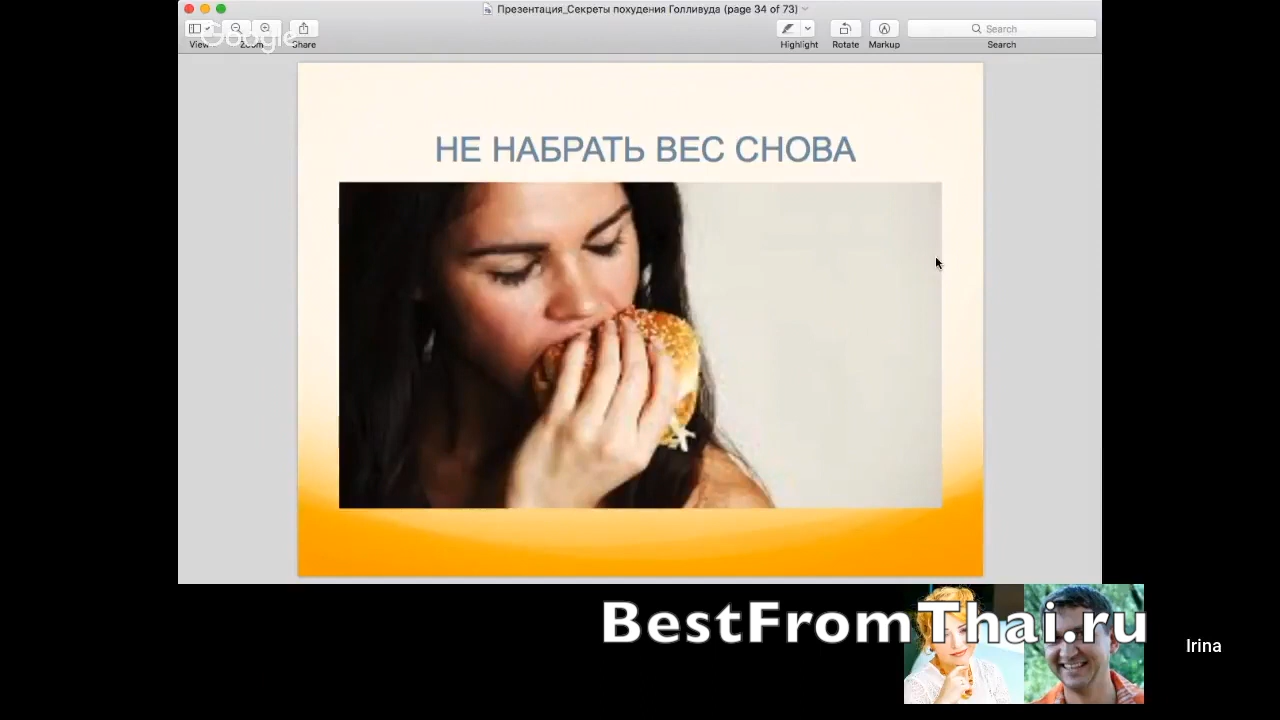 Презентация_Секреты похудения Голливуда (page 34 of 73)
Google
View
Zoom
Share
Highlight
Rotate
Markup
Search
Search
НЕ НАБРАТЬ ВЕС СНОВА
BestFromThai.ru
Irina